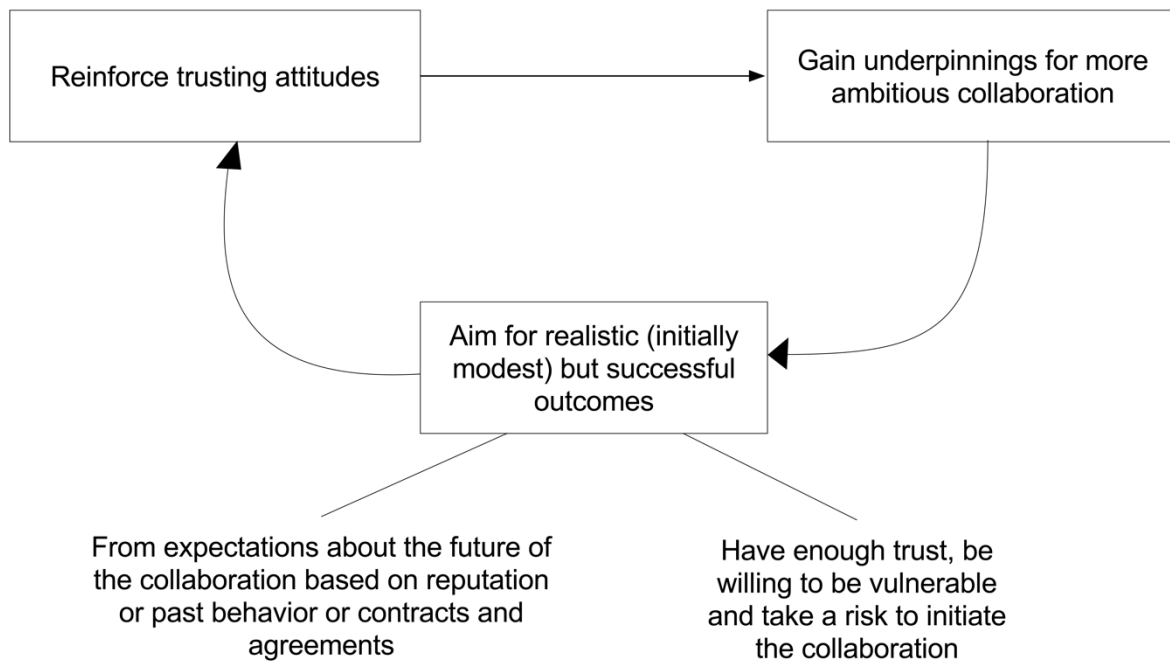 Reinforce trusting attitudes
Gain underpinnings for more
ambitious collaboration
Aim for realistic (initially
modest) but successful
outcomes
From expectations about the future of
the collaboration based on reputation
or past behavior or contracts and
agreements
Have enough trust, be
willing to be vulnerable
and take a risk to initiate
the collaboration